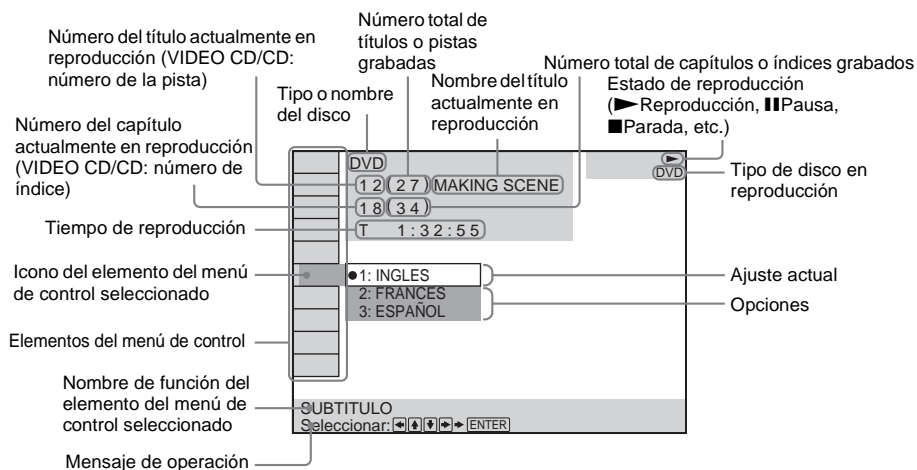 Número del título actualmente en
reproducción (VIDEO CD/CD:
número de la pista)
Número total de
títulos o pistas
grabadas
Número total de capítulos o índices grabados
Tipo o nombre
del disco
Nombre del título
actualmente en
reproducción
Estado de reproducción
(►Reproducción, ❚❚Pausa,
■Parada, etc.)
Número del capítulo
actualmente en reproducción
(VIDEO CD/CD: número de
índice)
Tipo de disco en
reproducción
Tiempo de reproducción
Icono del elemento del menú
de control seleccionado
Elementos del menú de control
Nombre de función del
elemento del menú de
control seleccionado
Mensaje de operación
DVD
12(27) MAKING SCENE
18(34)
T 1:32:55
►
DVD
●1: INGLES
2: FRANCES
3: ESPAÑOL
Ajuste actual
Opciones
SUBTITULO
Seleccionar: ← ↑ ↓ → → ENTER